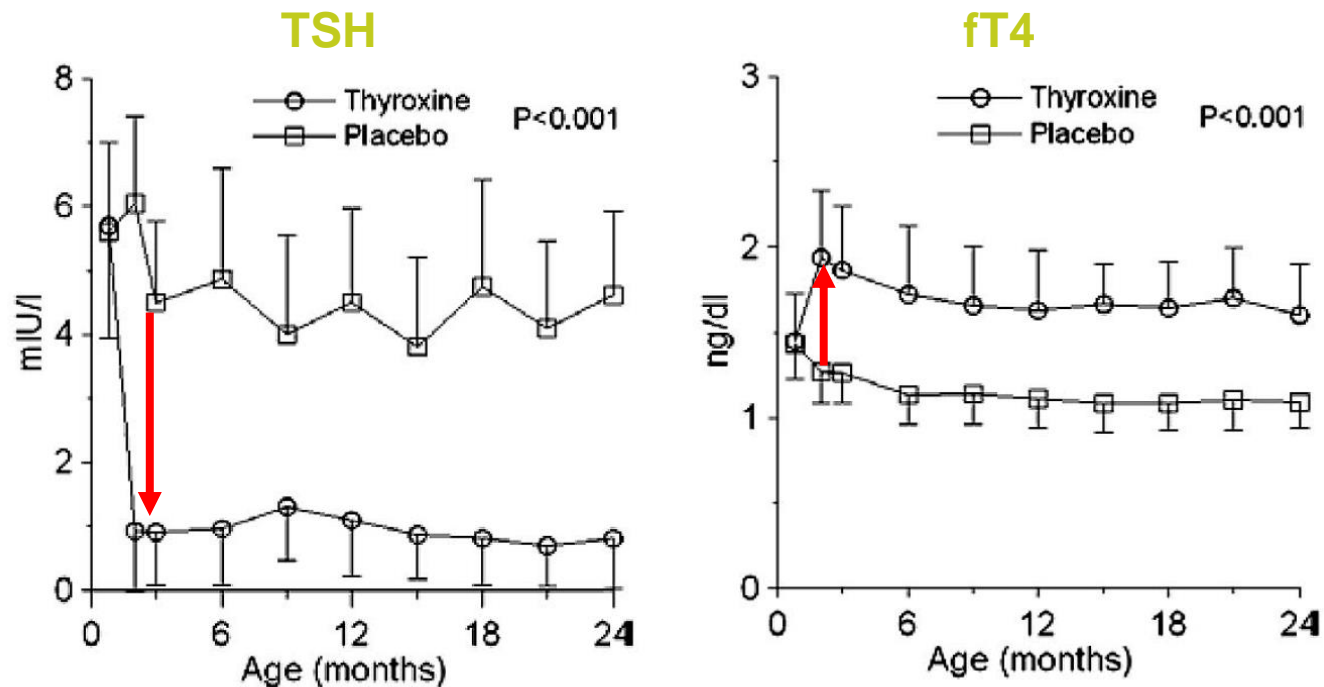 TSH
8
6
4
2
0
mIU/l
Thyroxine
Placebo
P<0.001
0 6 12 18 24
Age (months)
fT4
3
2
1
0
ng/dl
Thyroxine
Placebo
P<0.001
0 6 12 18 24
Age (months)